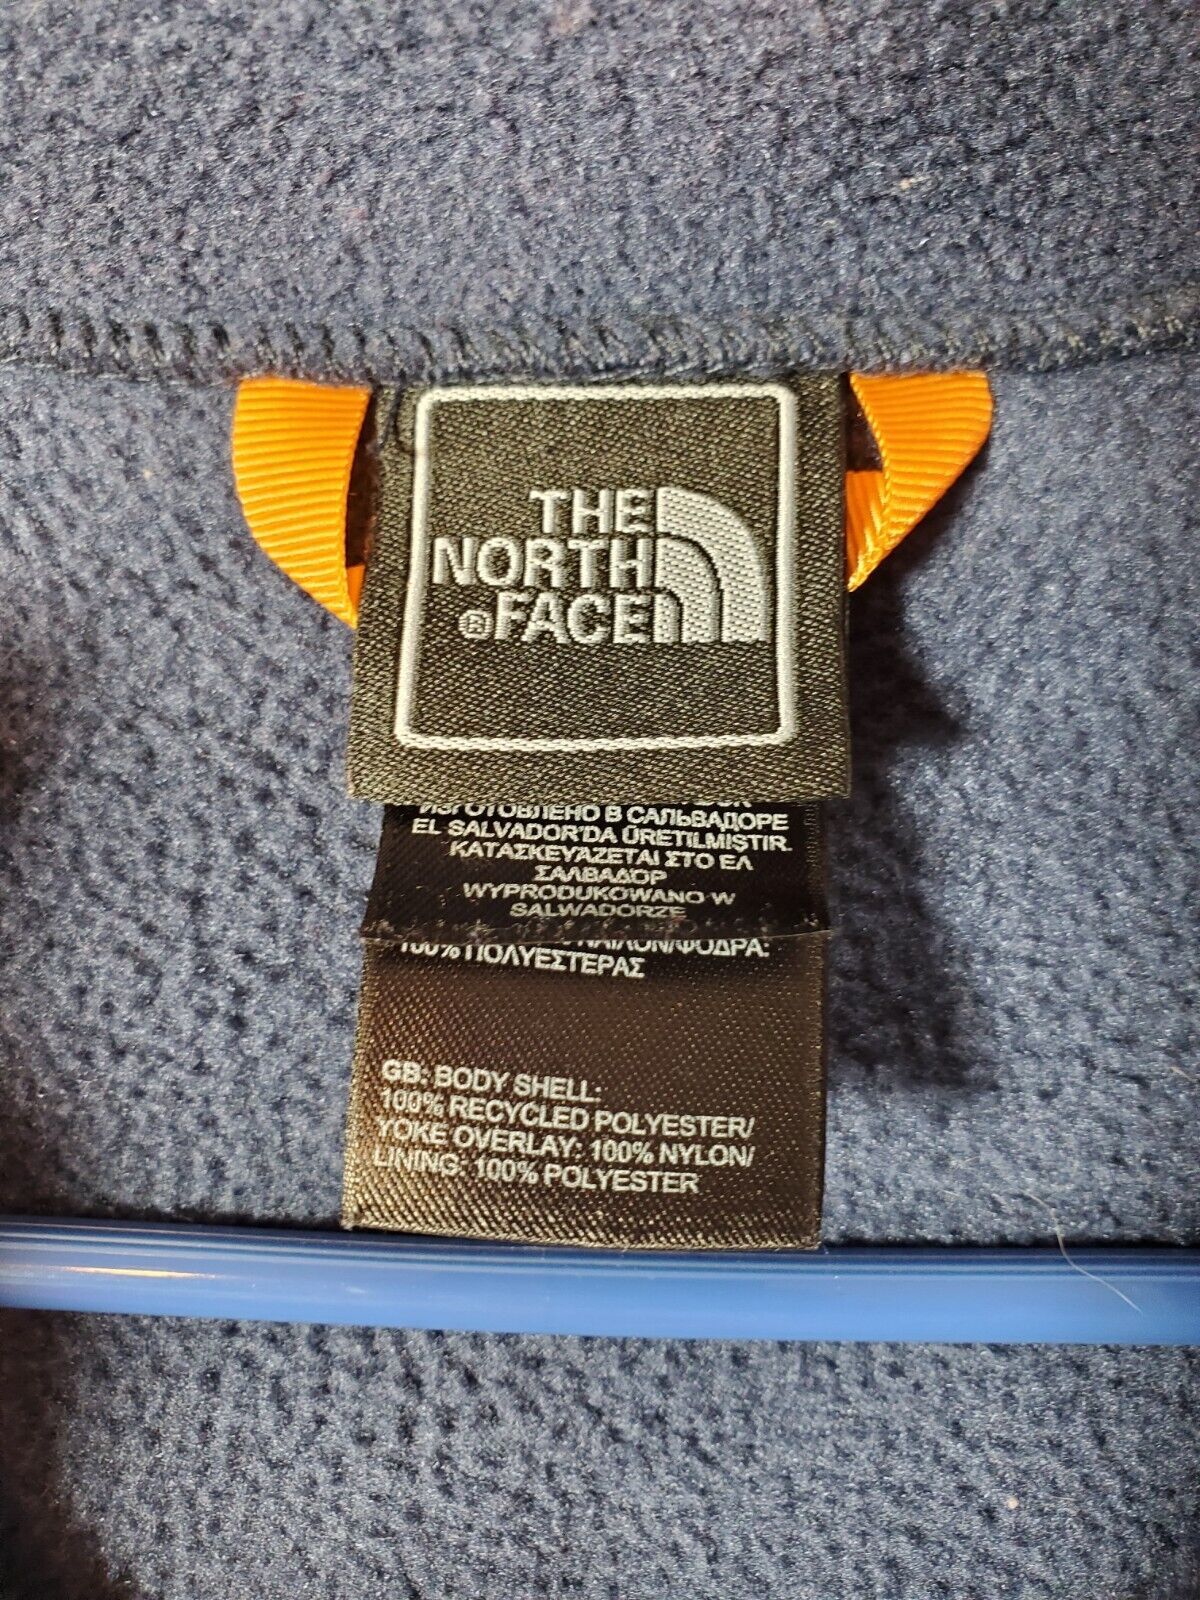 THE
NORTH
®FACE
ИЗГОТОВЛЕНО В САЛЬВАДОРЕ
EL SALVADOR'DA ÜRETILMIŞTIR.
ΚΑΤΑΣΚΕΥΆΖΕΤΑΙ ΣΤΟ ΕΛ
ΣΑΛΒΑΔΟΡ
WYPRODUKOWANO W
SALWADORZE
100% ΠΟΛΥΕΣΤΕΡΑΣ
GB: BODY SHELL:
100% RECYCLED POLYESTER/
YOKE OVERLAY: 100% NYLON/
LINING: 100% POLYESTER